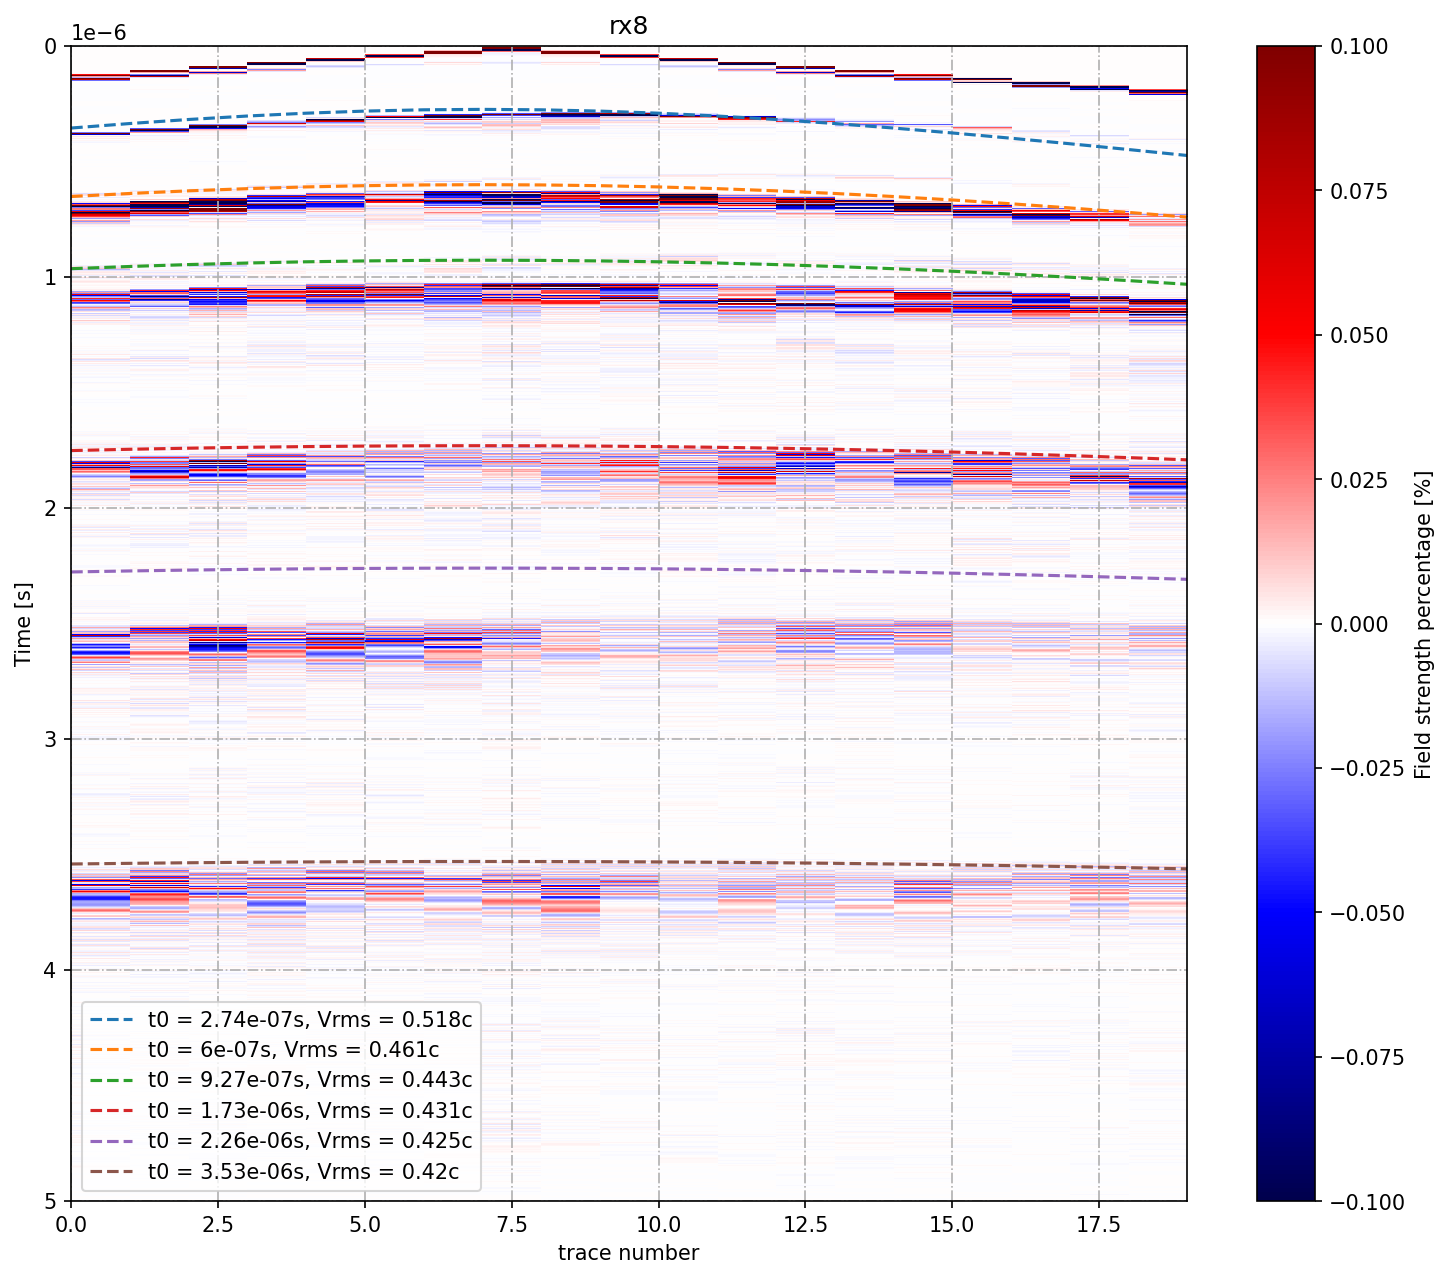 rx8
1e−6
0
1
2
3
4
5
Time [s]
0.0
2.5
5.0
7.5
10.0
12.5
15.0
17.5
trace number
t0 = 2.74e-07s, Vrms = 0.518c
t0 = 6e-07s, Vrms = 0.461c
t0 = 9.27e-07s, Vrms = 0.443c
t0 = 1.73e-06s, Vrms = 0.431c
t0 = 2.26e-06s, Vrms = 0.425c
t0 = 3.53e-06s, Vrms = 0.42c
0.100
0.075
0.050
0.025
0.000
−0.025
−0.050
−0.075
−0.100
Field strength percentage [%]